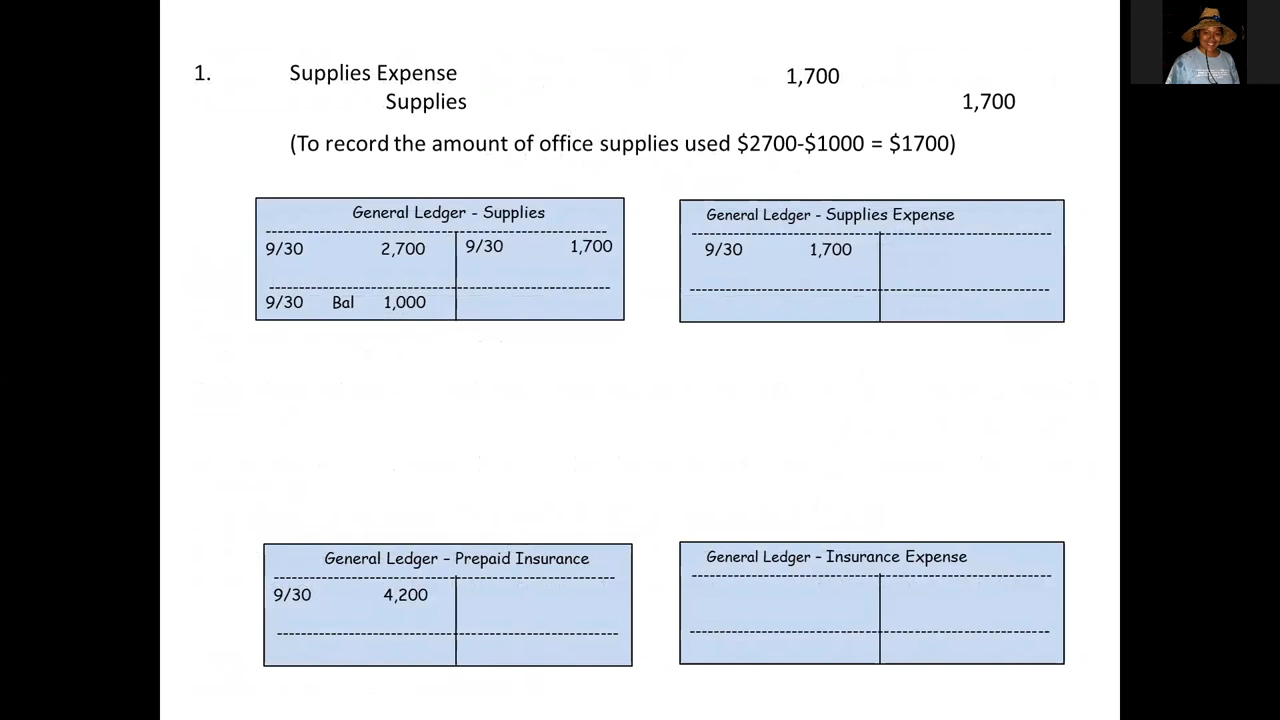 1. Supplies Expense 1,700
Supplies 1,700
(To record the amount of office supplies used $2700-$1000 = $1700)
General Ledger - Supplies
9/30 2,700 9/30 1,700
9/30 Bal 1,000
General Ledger - Supplies Expense
9/30 1,700
General Ledger – Prepaid Insurance
9/30 4,200
General Ledger – Insurance Expense